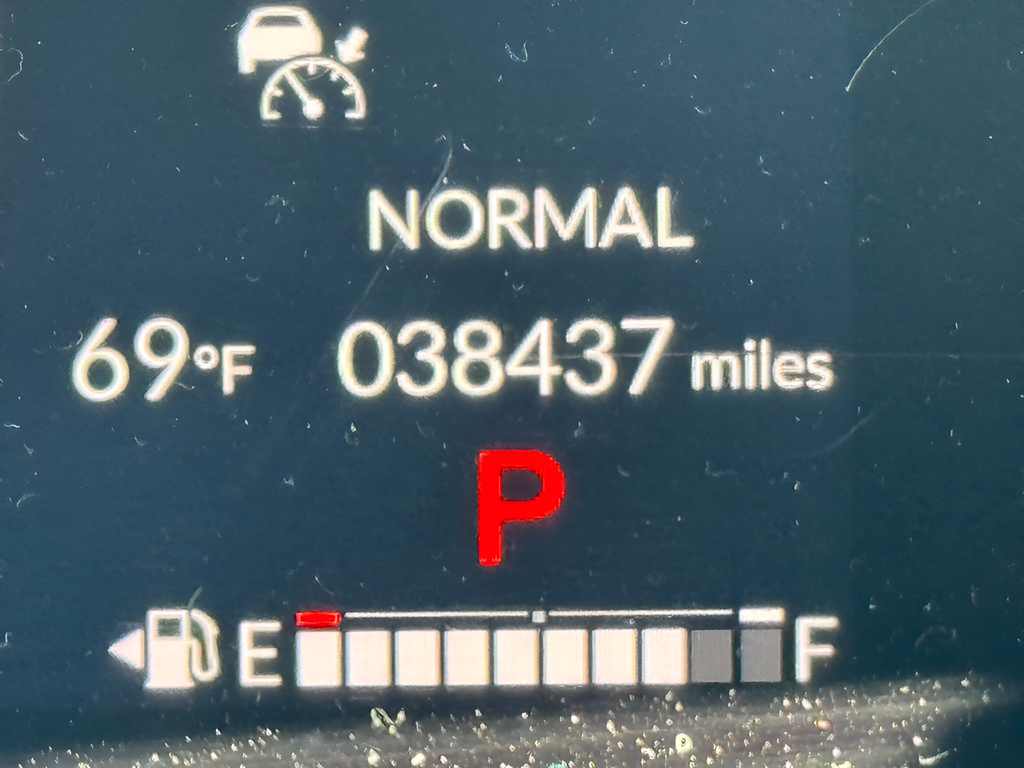 NORMAL
69°F 038437 miles
P
E F